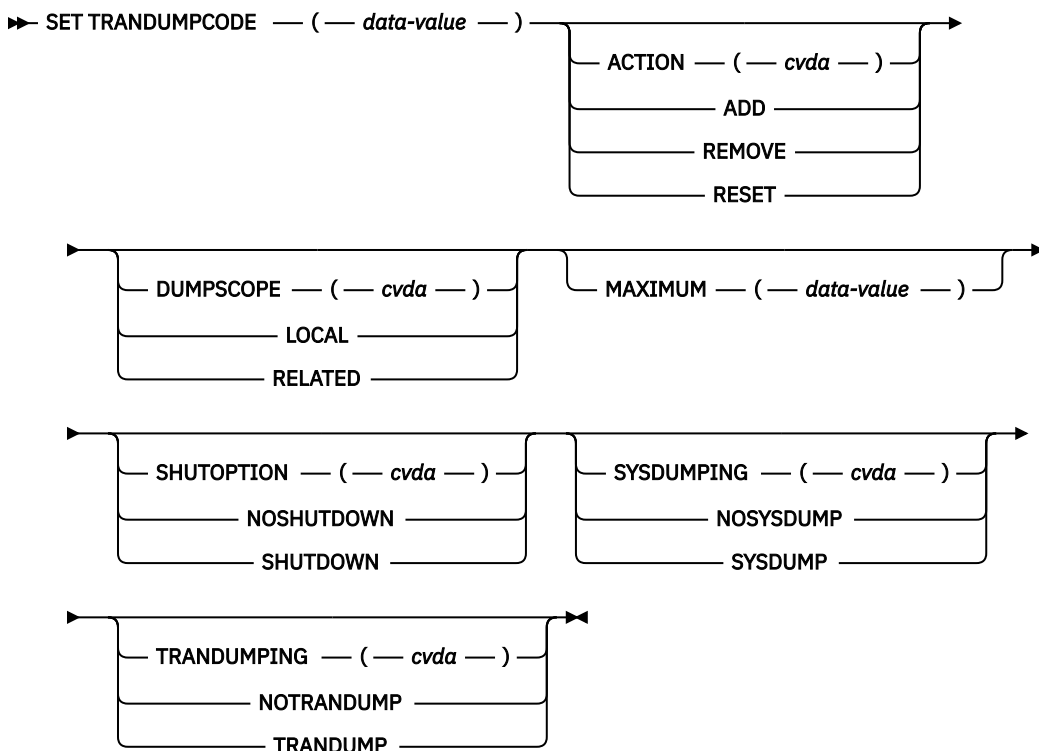 SET TRANDUMPCODE ( data-value )
ACTION ( cvda )
ADD
REMOVE
RESET
DUMPSCOPE ( cvda )
LOCAL
RELATED
MAXIMUM ( data-value )
SHUTOPTION ( cvda )
NOSHUTDOWN
SHUTDOWN
SYSDUMPING ( cvda )
NOSYSDUMP
SYSDUMP
TRANDUMPING ( cvda )
NOTRANDUMP
TRANDUMP